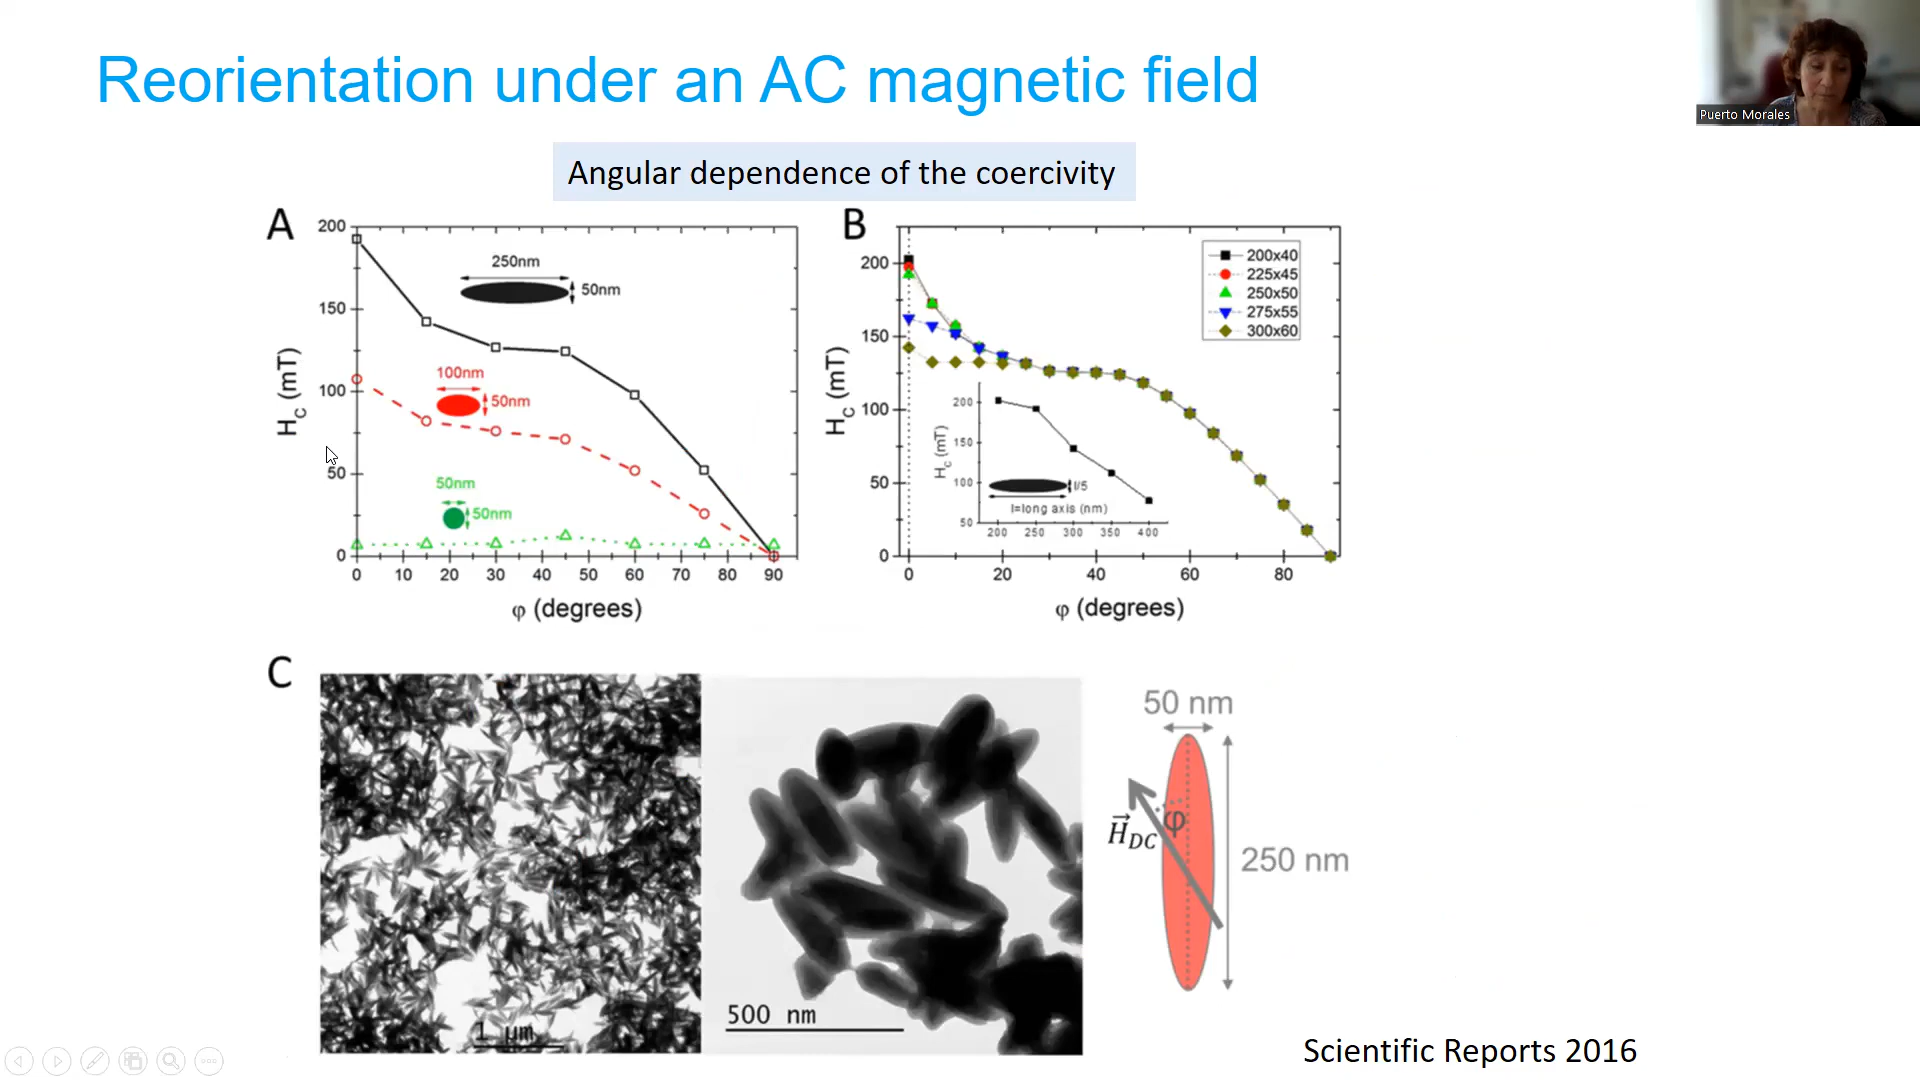 Reorientation under an AC magnetic field
Puerto Morales
Angular dependence of the coercivity
A
200
150
100
50
0
H_C (mT)
250nm
50nm
100nm
50nm
50nm
50nm
0 10 20 30 40 50 60 70 80 90
φ (degrees)
B
200
150
100
50
0
H_C (mT)
200x40
225x45
250x50
275x55
300x60
200
150
100
50
H_C (mT)
l/5
l=long axis (nm)
200 250 300 350 400
0 20 40 60 80
φ (degrees)
C
1 µm
500 nm
50 nm
φ
H⃗_DC
250 nm
Scientific Reports 2016